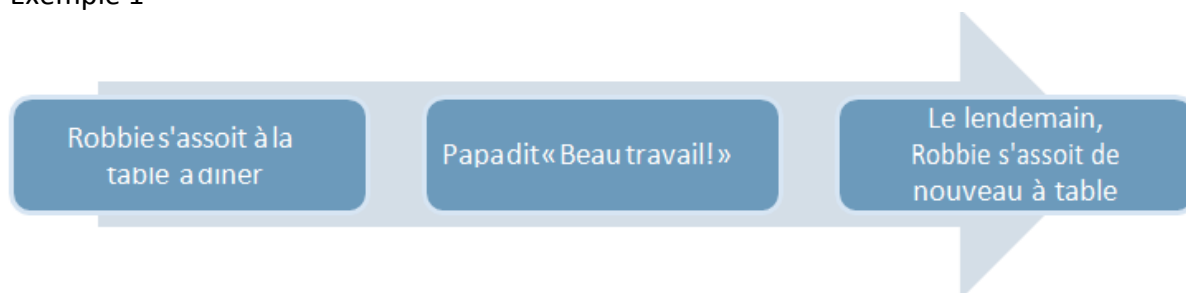 Exemple 1
Robbie s'assoit à la
table a diner
Papa dit « Beau travail! »
Le lendemain,
Robbie s'assoit de
nouveau à table